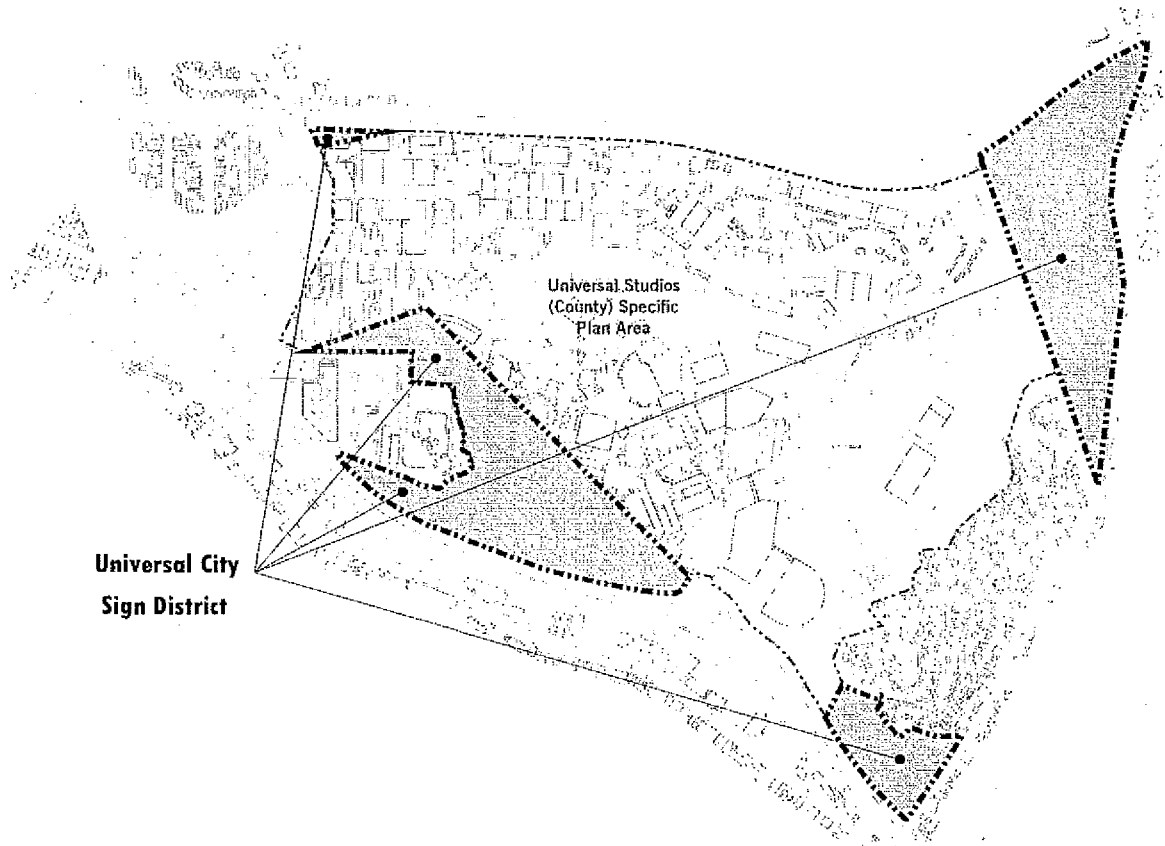 Universal Studios
(County) Specific
Plan Area
Universal City
Sign District